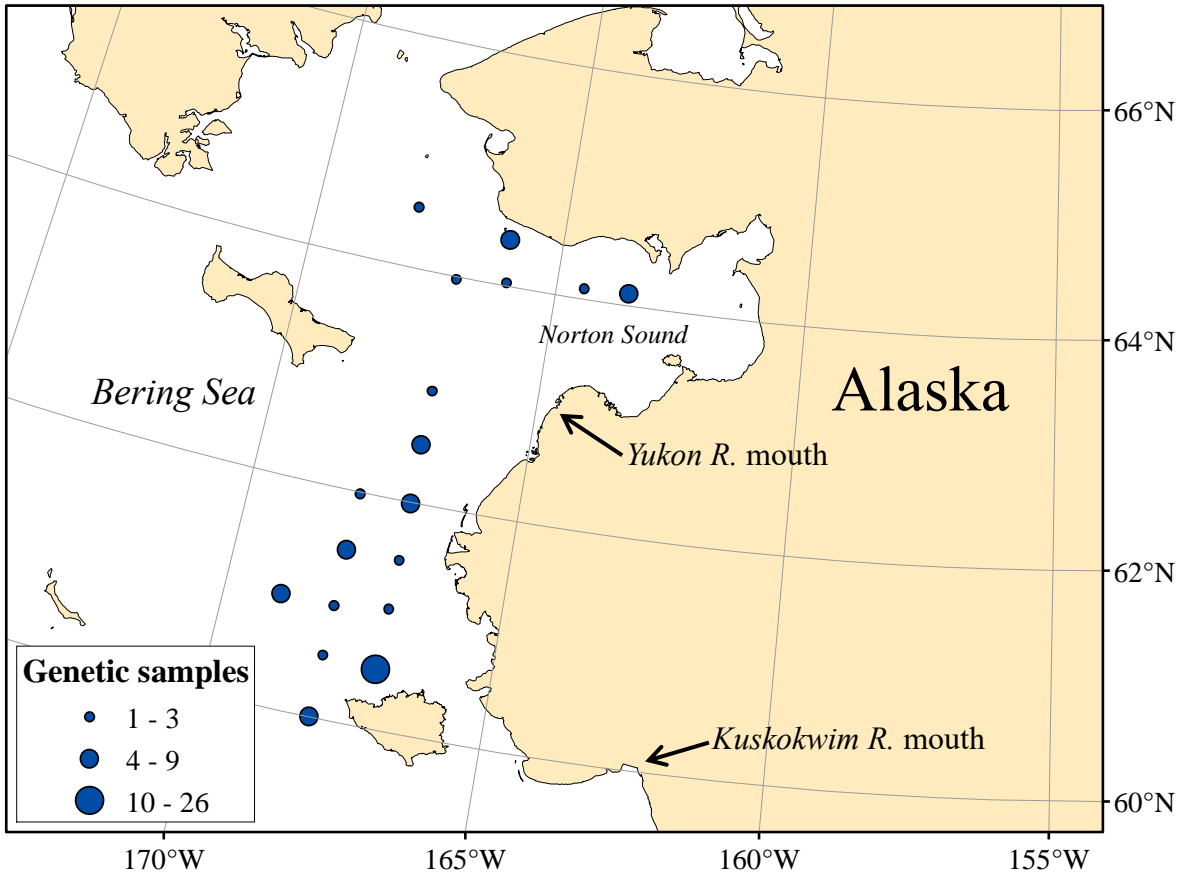 66°N
Norton Sound
64°N
Bering Sea
Alaska
Yukon R. mouth
62°N
Genetic samples
1 - 3
4 - 9
10 - 26
Kuskokwim R. mouth
60°N
170°W
165°W
160°W
155°W